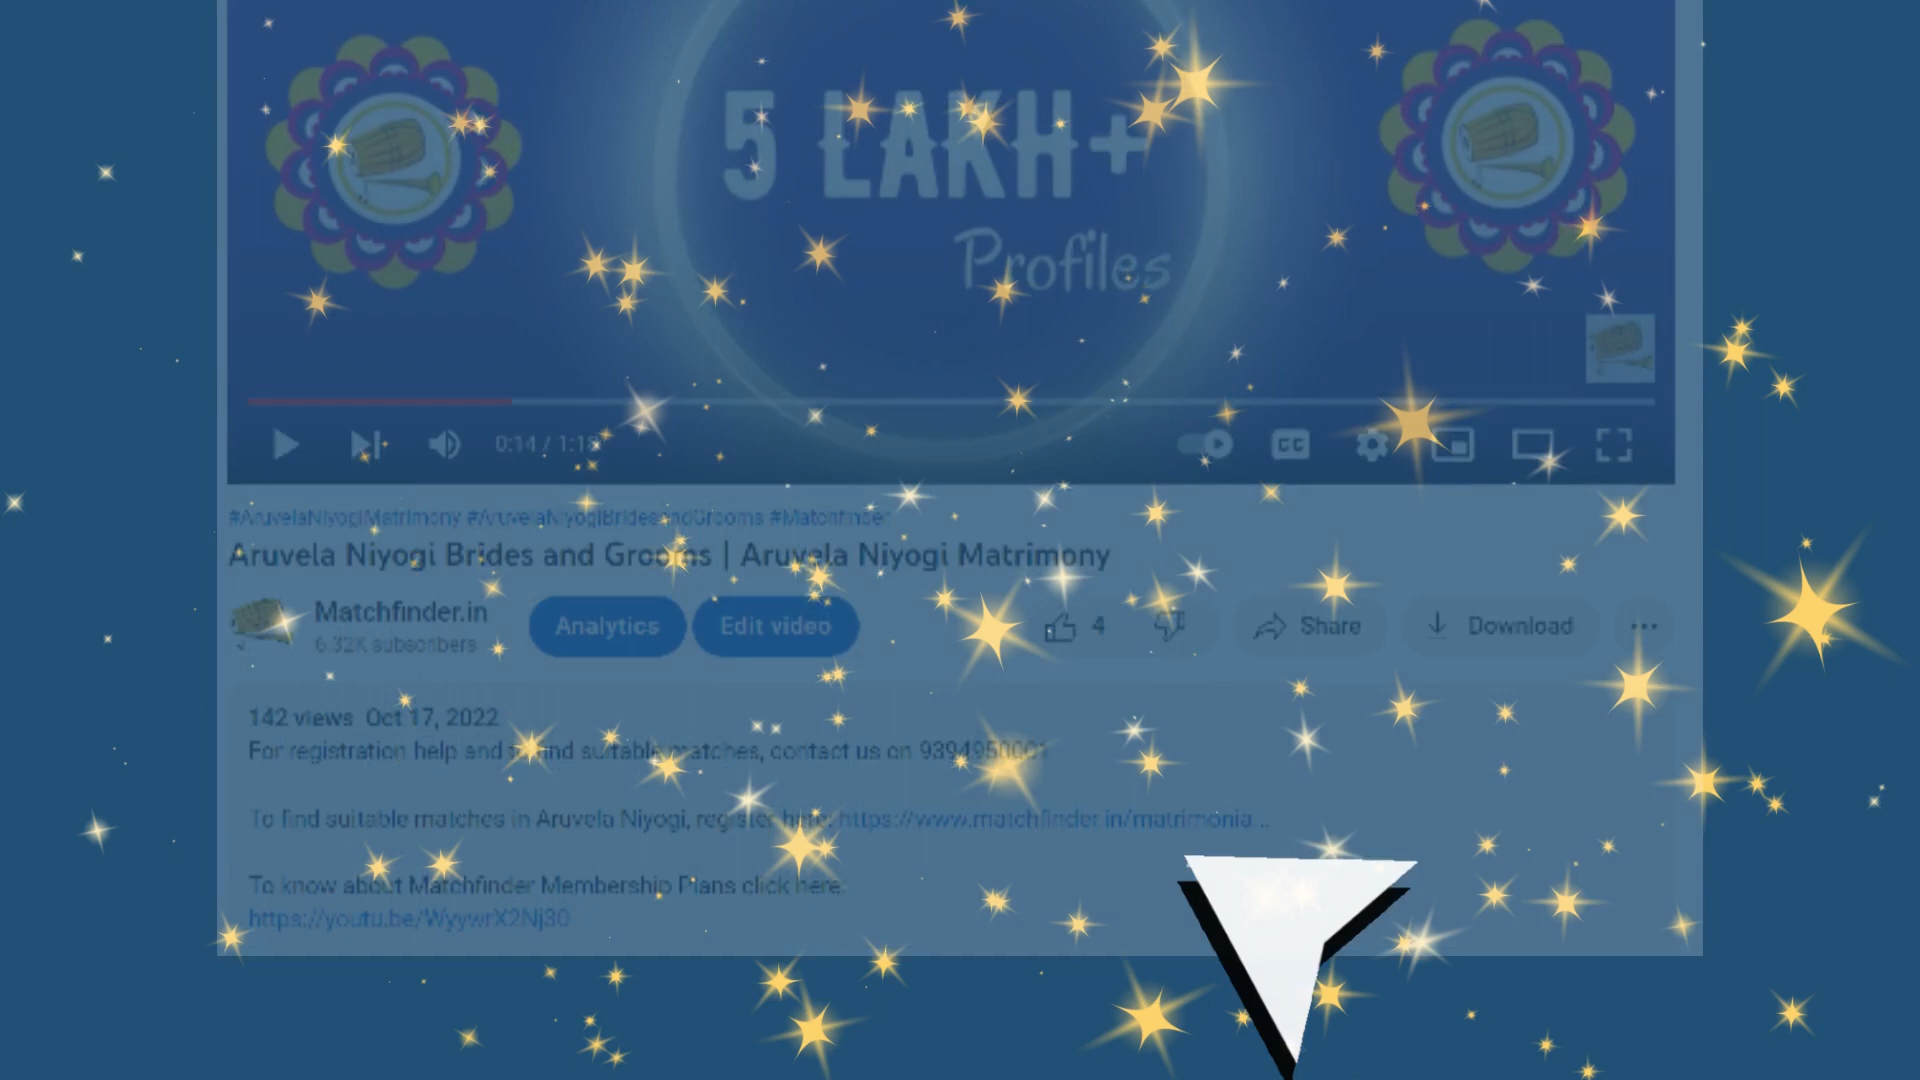 5 LAKH+
Profiles
0:14 / 1:18
CC
#AruvelaNiyogiMatrimony #AruvelaNiyogiBridesandGrooms #Matchfinder
Aruvela Niyogi Brides and Grooms | Aruvela Niyogi Matrimony
Matchfinder.in
6.32K subscribers
Analytics
Edit video
4
Share
Download
142 views Oct 17, 2022
For registration help and to find suitable matches, contact us on 9394950001
To find suitable matches in Aruvela Niyogi, register here: https://www.matchfinder.in/matrimonia...
To know about Matchfinder Membership Plans click here:
https://youtu.be/WyywrX2Nj30